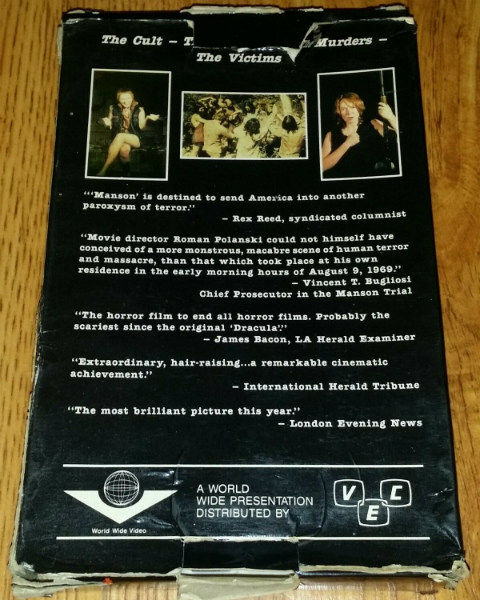 The Cult – T Murders –
The Victims
"'Manson' is destined to send America into another
paroxysm of terror."
– Rex Reed, syndicated columnist
"Movie director Roman Polanski could not himself have
conceived of a more monstrous, macabre scene of human terror
and massacre, than that which took place at his own
residence in the early morning hours of August 9, 1969."
– Vincent T. Bugliosi
Chief Prosecutor in the Manson Trial
"The horror film to end all horror films. Probably the
scariest since the original 'Dracula'."
– James Bacon, LA Herald Examiner
"Extraordinary, hair-raising...a remarkable cinematic
achievement."
– International Herald Tribune
"The most brilliant picture this year."
– London Evening News
World Wide Video
A WORLD
WIDE PRESENTATION
DISTRIBUTED BY
V E C